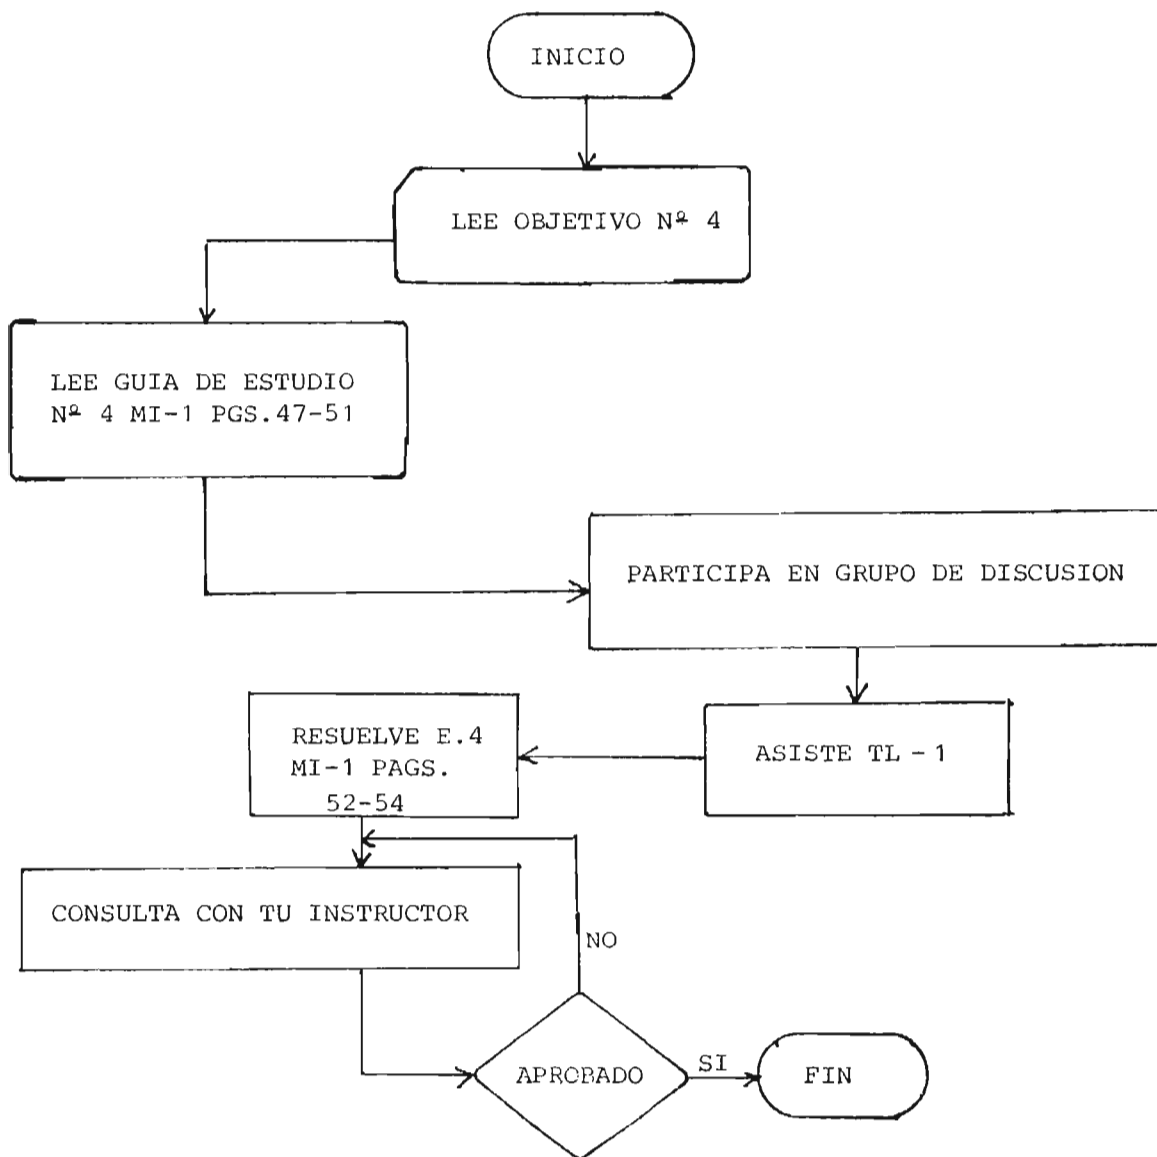 INICIO
LEE OBJETIVO Nº 4
LEE GUIA DE ESTUDIO
Nº 4 MI-1 PGS.47-51
PARTICIPA EN GRUPO DE DISCUSION
ASISTE TL - 1
RESUELVE E.4
MI-1 PAGS.
52-54
CONSULTA CON TU INSTRUCTOR
NO
APROBADO
SI
FIN